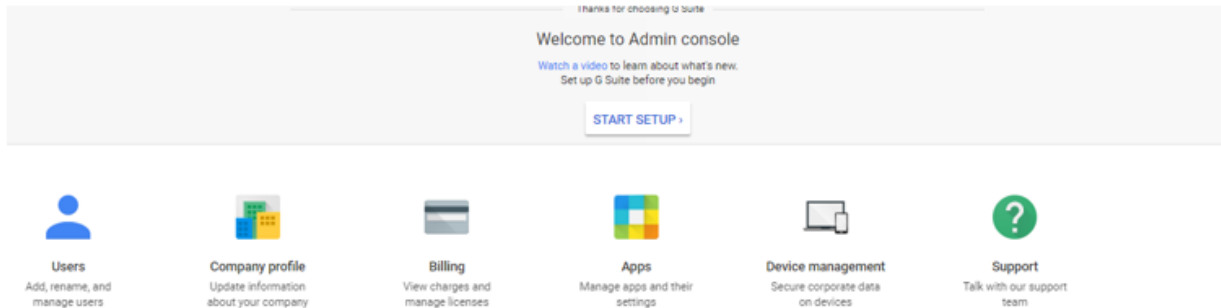 Thanks for choosing G Suite
Welcome to Admin console
Watch a video to learn about what's new.
Set up G Suite before you begin
START SETUP ›
Users
Add, rename, and
manage users
Company profile
Update information
about your company
Billing
View charges and
manage licenses
Apps
Manage apps and their
settings
Device management
Secure corporate data
on devices
Support
Talk with our support
team